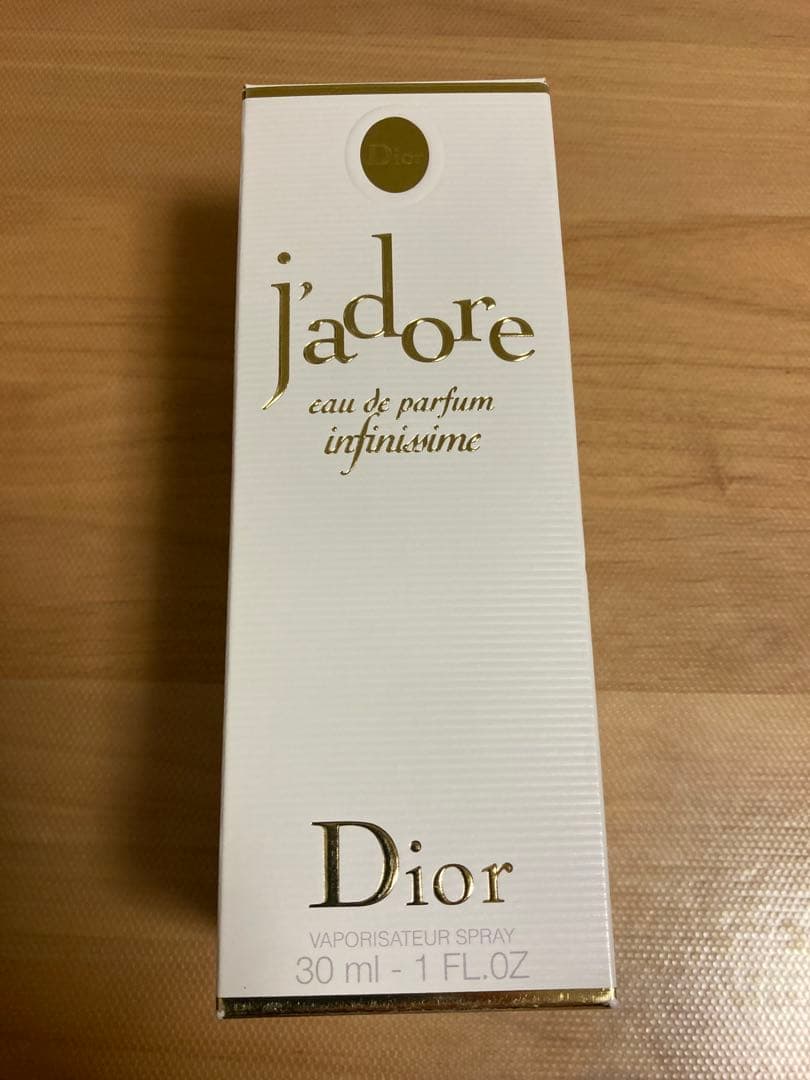 Dior
j'adore
eau de parfum
infinissime
Dior
VAPORISATEUR SPRAY
30 ml - 1 FL.OZ